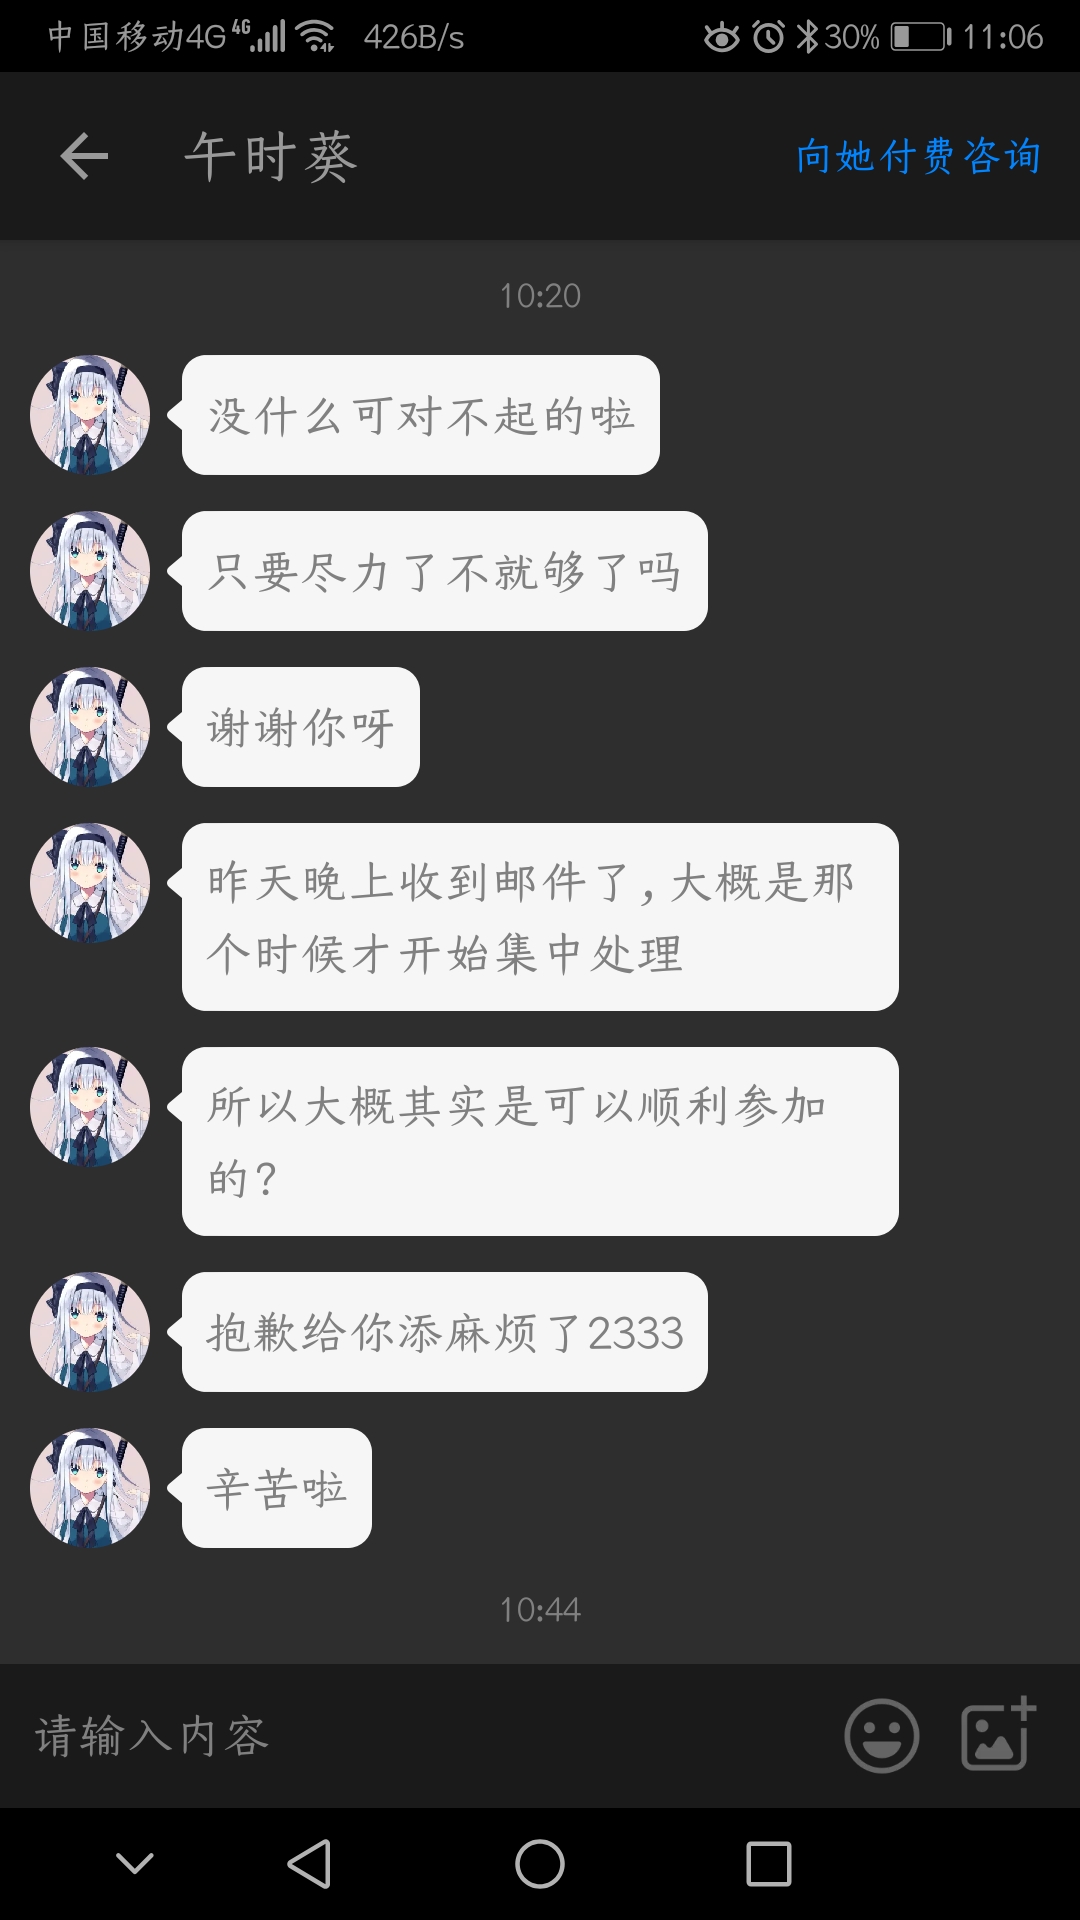 中国移动4G 4G 426B/s 30% 11:06
午时葵 向她付费咨询
10:20
没什么可对不起的啦
只要尽力了不就够了吗
谢谢你呀
昨天晚上收到邮件了,大概是那
个时候才开始集中处理
所以大概其实是可以顺利参加
的?
抱歉给你添麻烦了2333
辛苦啦
10:44
请输入内容